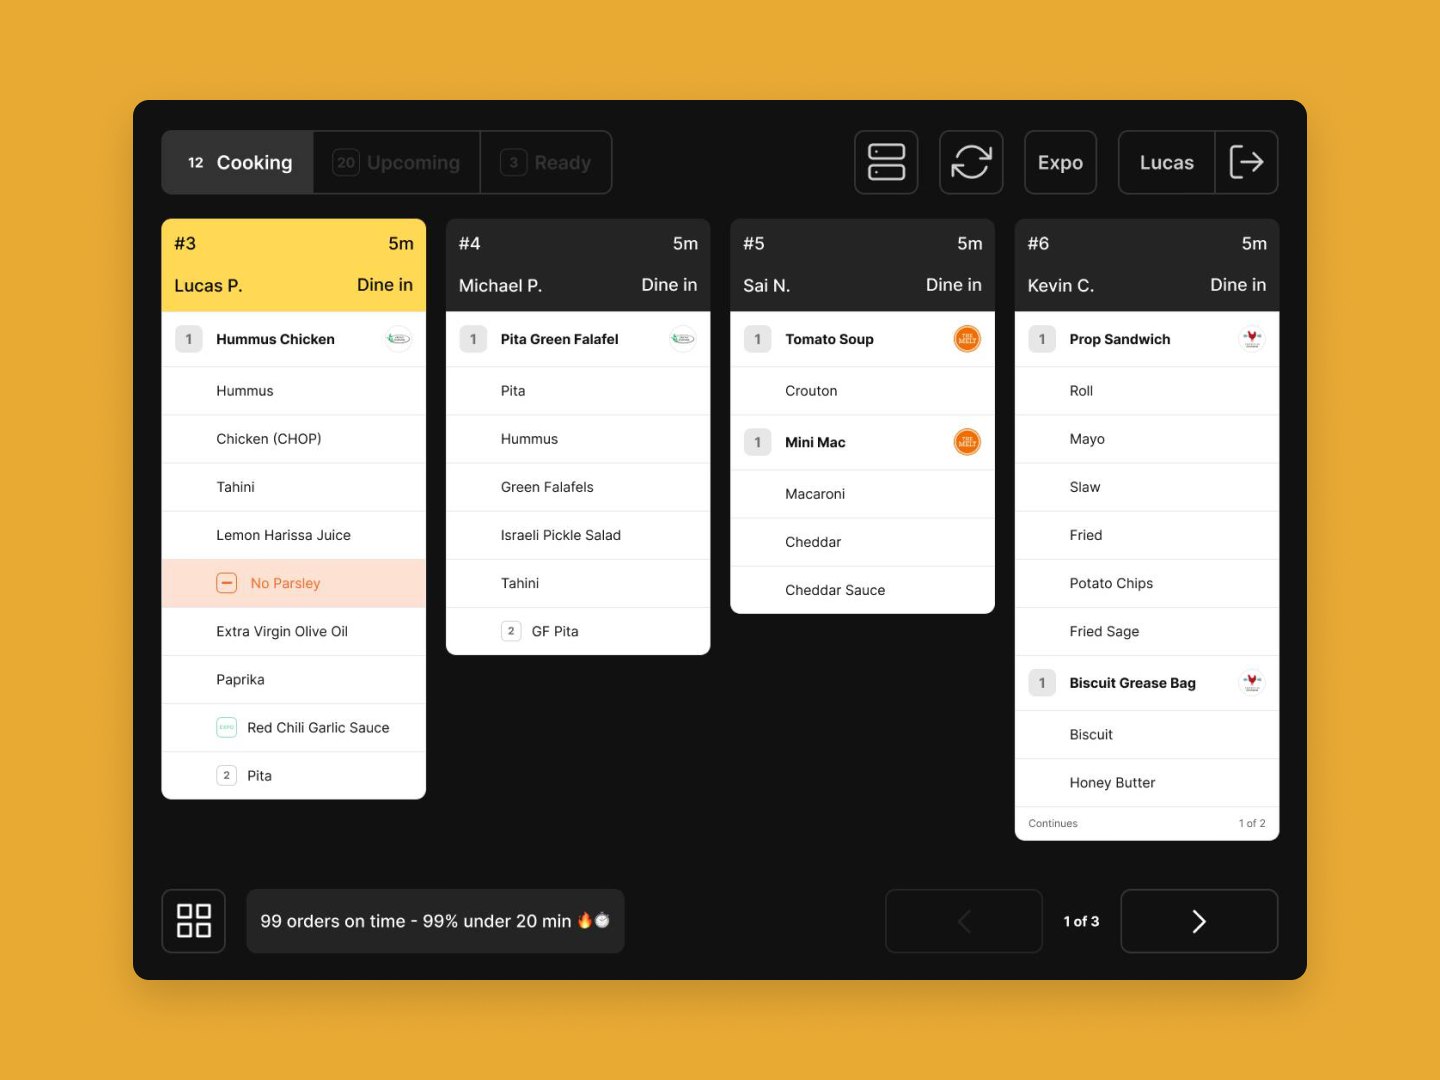 12 Cooking
20 Upcoming
3 Ready
Expo
Lucas
#3 5m
Lucas P. Dine in
1 Hummus Chicken
Hummus
Chicken (CHOP)
Tahini
Lemon Harissa Juice
No Parsley
Extra Virgin Olive Oil
Paprika
EXPO Red Chili Garlic Sauce
2 Pita
#4 5m
Michael P. Dine in
1 Pita Green Falafel
Pita
Hummus
Green Falafels
Israeli Pickle Salad
Tahini
2 GF Pita
#5 5m
Sai N. Dine in
1 Tomato Soup
THE
MELT
Crouton
1 Mini Mac
THE
MELT
Macaroni
Cheddar
Cheddar Sauce
#6 5m
Kevin C. Dine in
1 Prop Sandwich
Roll
Mayo
Slaw
Fried
Potato Chips
Fried Sage
1 Biscuit Grease Bag
Biscuit
Honey Butter
Continues 1 of 2
99 orders on time - 99% under 20 min 🔥⏱️
1 of 3